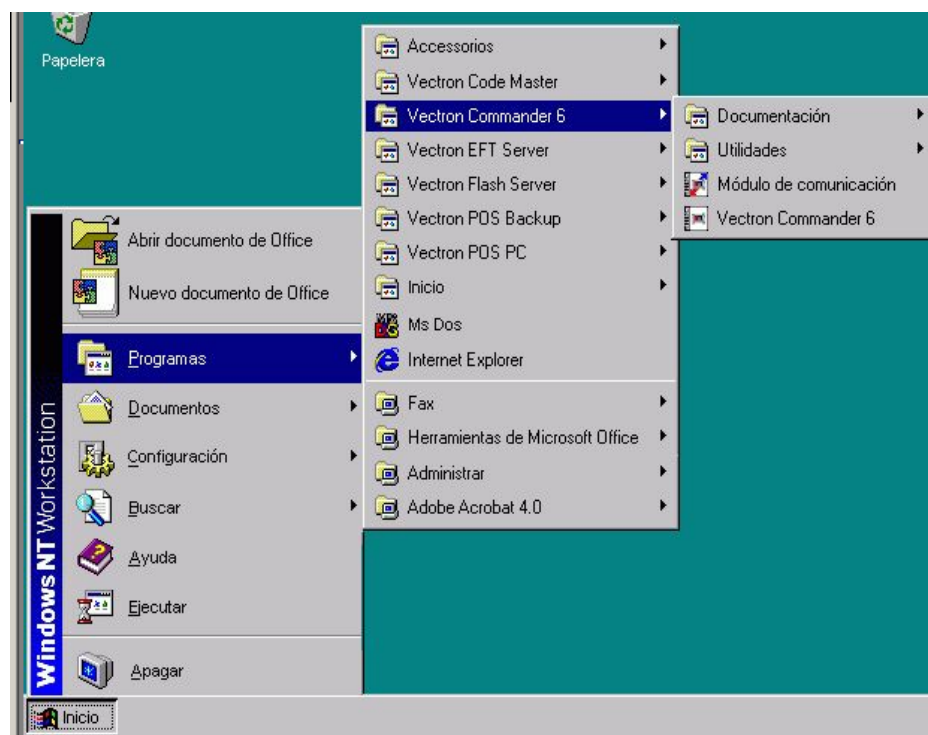 Papelera
Abrir documento de Office
Nuevo documento de Office
Programas
Documentos
Configuración
Buscar
Ayuda
Ejecutar
Apagar
Windows NT Workstation
Inicio
Accessorios
Vectron Code Master
Vectron Commander 6
Vectron EFT Server
Vectron Flash Server
Vectron POS Backup
Vectron POS PC
Inicio
Ms Dos
Internet Explorer
Fax
Herramientas de Microsoft Office
Administrar
Adobe Acrobat 4.0
Documentación
Utilidades
Módulo de comunicación
Vectron Commander 6